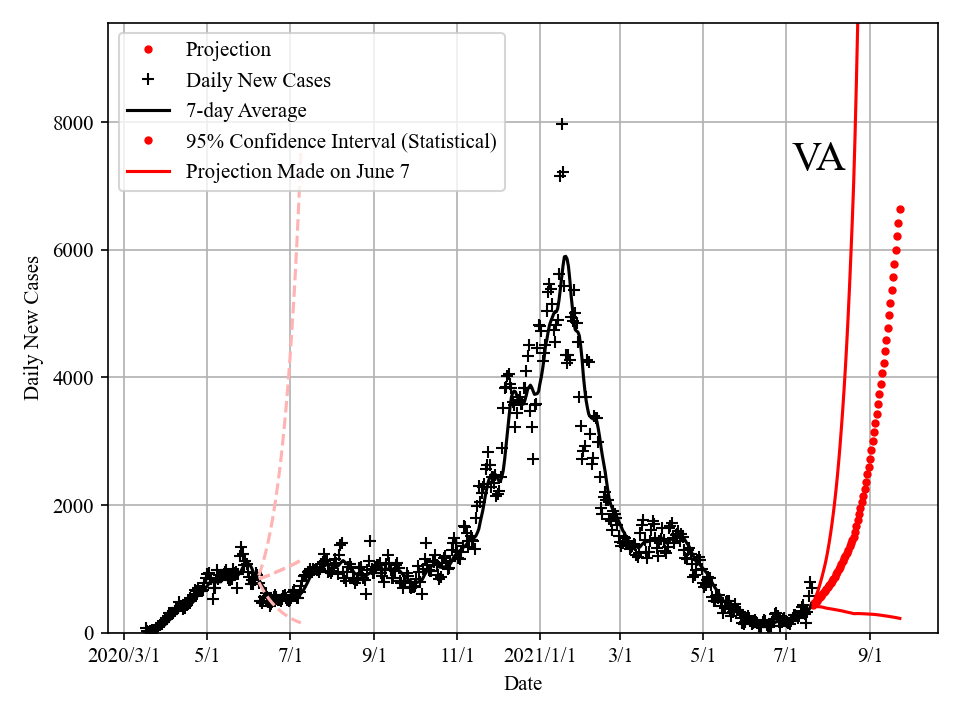 Projection
Daily New Cases
7-day Average
95% Confidence Interval (Statistical)
Projection Made on June 7
VA
8000
6000
4000
2000
0
Daily New Cases
2020/3/1 5/1 7/1 9/1 11/1 2021/1/1 3/1 5/1 7/1 9/1
Date